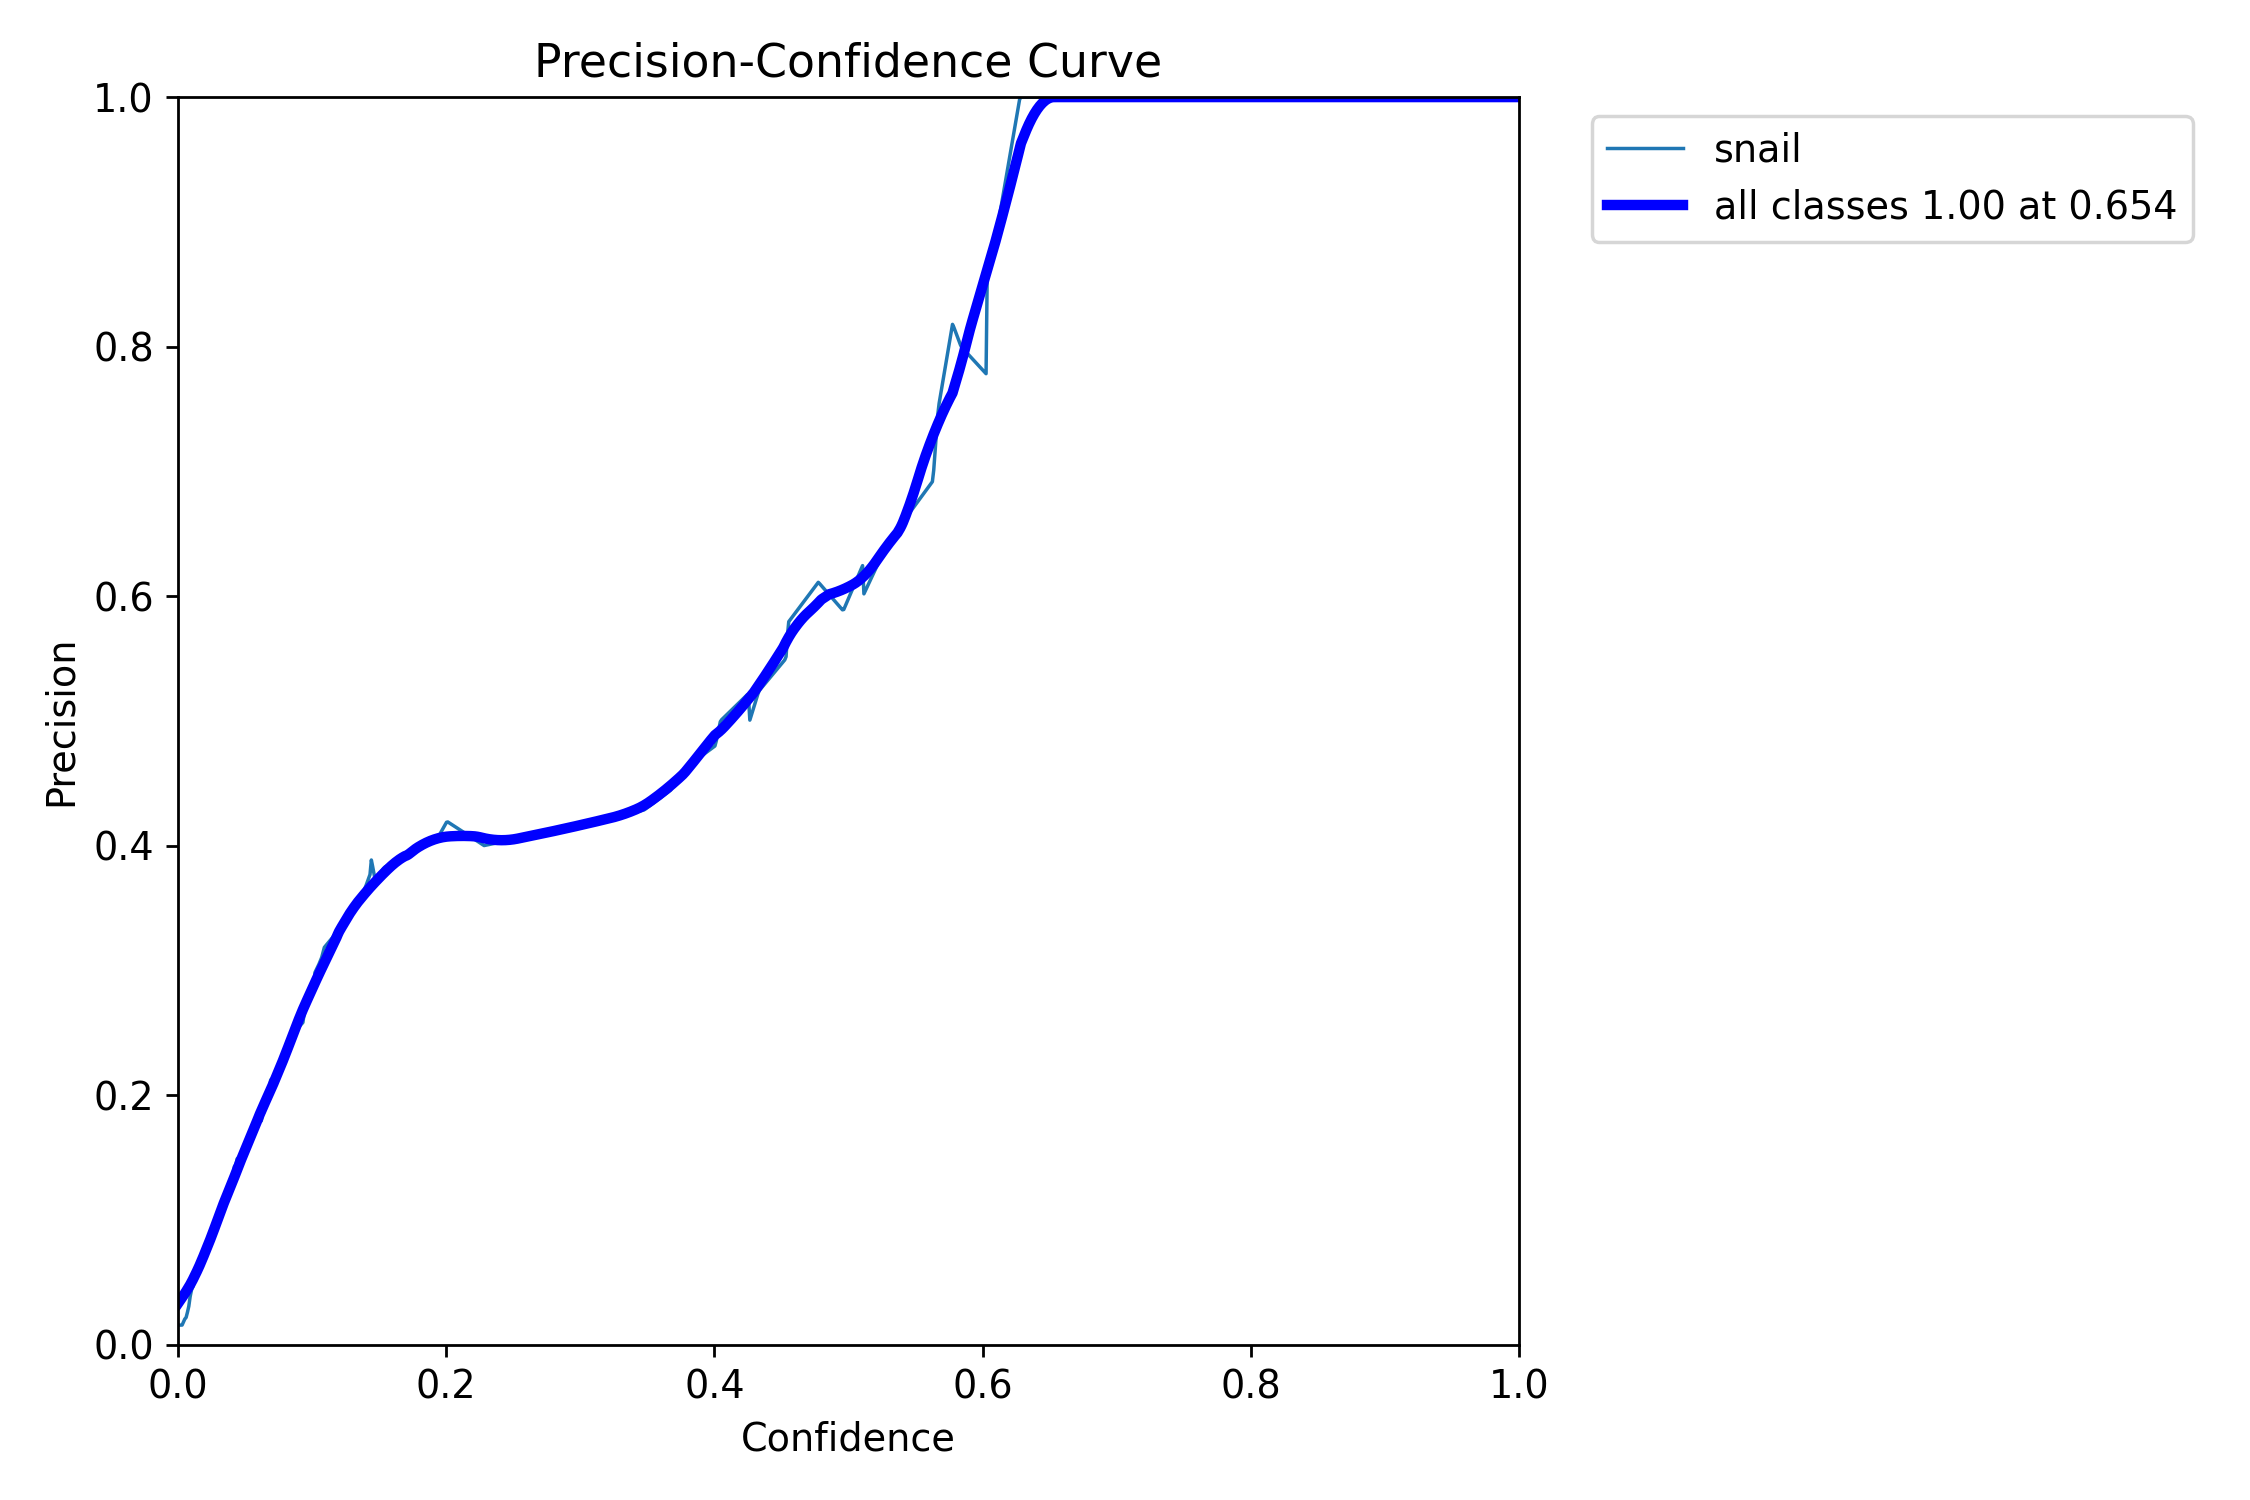 Precision-Confidence Curve
1.0
0.8
0.6
0.4
0.2
0.0
Precision
0.0 0.2 0.4 0.6 0.8 1.0
Confidence
snail
all classes 1.00 at 0.654